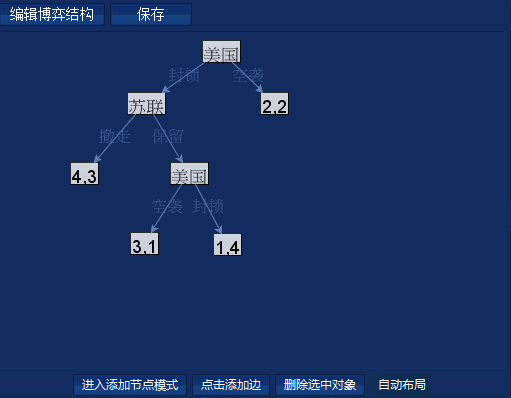 编辑博弈结构 保存
美国
封锁 空袭
苏联 2,2
撤走 保留
4,3 美国
空袭 封锁
3,1 1,4
进入添加节点模式 点击添加边 删除选中对象 自动布局